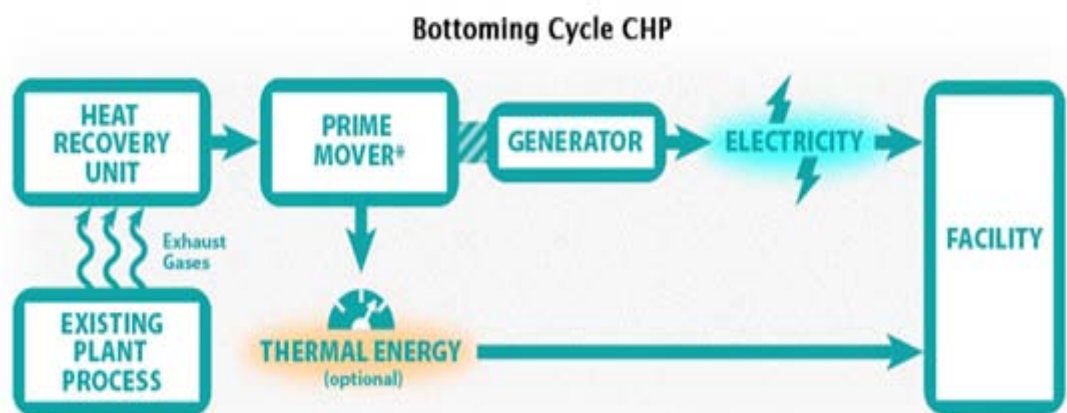 Bottoming Cycle CHP
HEAT
RECOVERY
UNIT
PRIME
MOVER*
GENERATOR
ELECTRICITY
FACILITY
Exhaust
Gases
EXISTING
PLANT
PROCESS
THERMAL ENERGY
(optional)